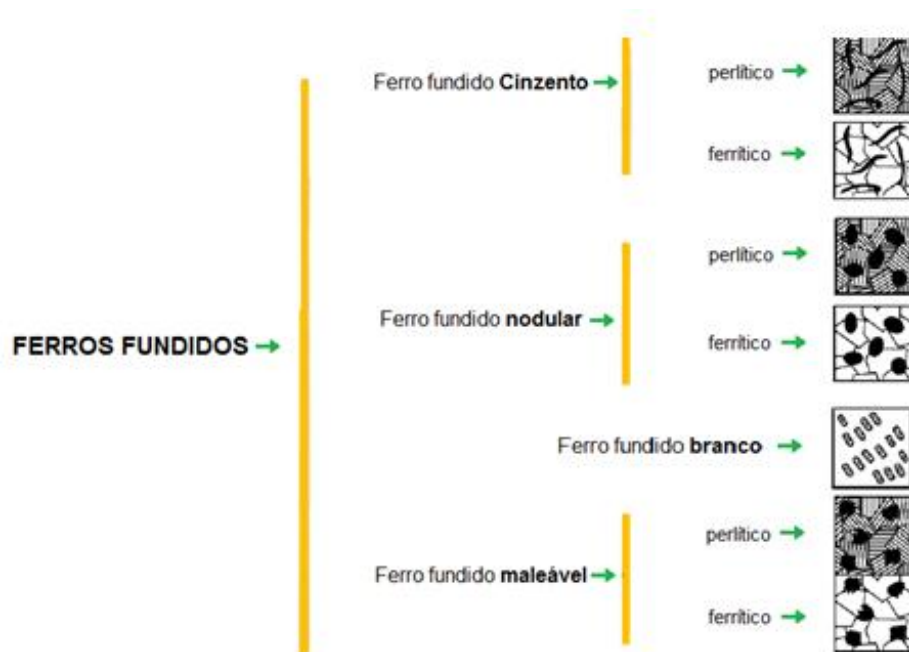 FERROS FUNDIDOS
Ferro fundido Cinzento
perlítico
ferrítico
Ferro fundido nodular
perlítico
ferrítico
Ferro fundido branco
Ferro fundido maleável
perlítico
ferrítico